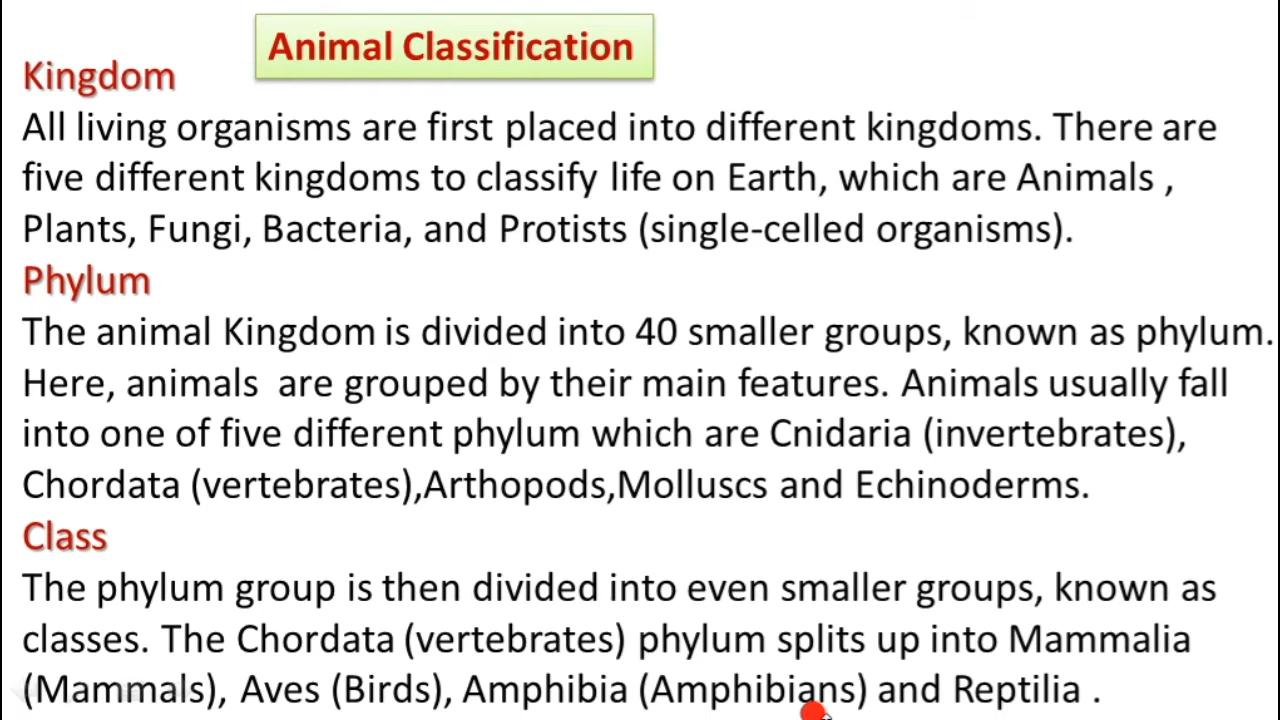 Animal Classification
Kingdom
All living organisms are first placed into different kingdoms. There are
five different kingdoms to classify life on Earth, which are Animals ,
Plants, Fungi, Bacteria, and Protists (single-celled organisms).
Phylum
The animal Kingdom is divided into 40 smaller groups, known as phylum.
Here, animals  are grouped by their main features. Animals usually fall
into one of five different phylum which are Cnidaria (invertebrates),
Chordata (vertebrates),Arthopods,Molluscs and Echinoderms.
Class
The phylum group is then divided into even smaller groups, known as
classes. The Chordata (vertebrates) phylum splits up into Mammalia
(Mammals), Aves (Birds), Amphibia (Amphibians) and Reptilia .